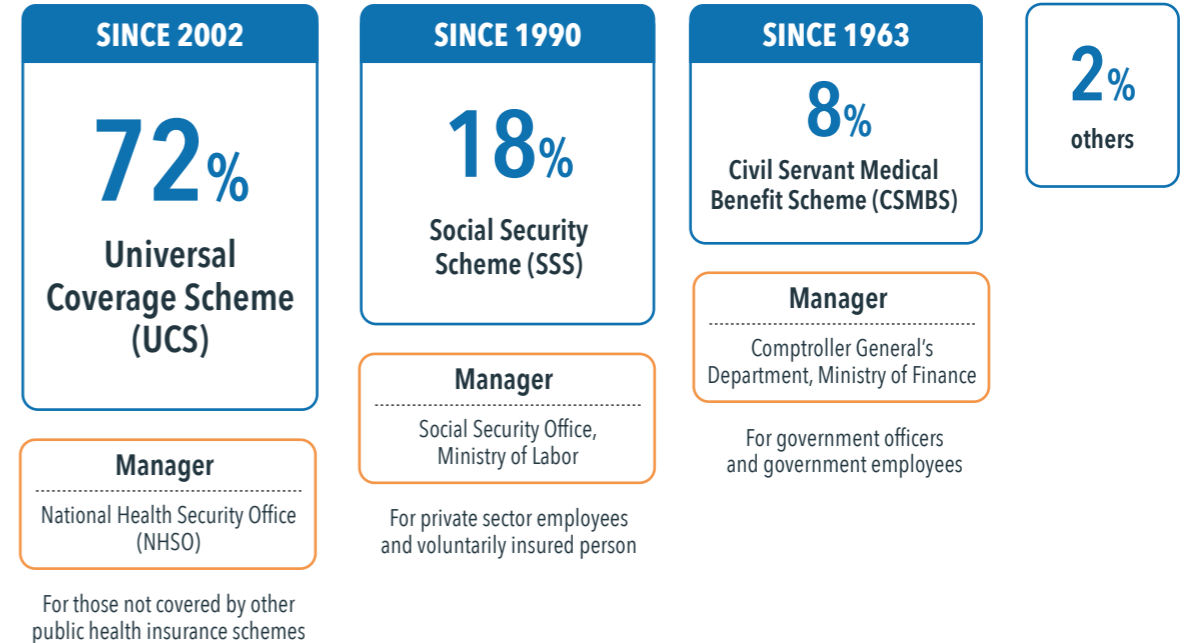 SINCE 2002
72%
Universal
Coverage Scheme
(UCS)
Manager
National Health Security Office
(NHSO)
For those not covered by other
public health insurance schemes
SINCE 1990
18%
Social Security
Scheme (SSS)
Manager
Social Security Office,
Ministry of Labor
For private sector employees
and voluntarily insured person
SINCE 1963
8%
Civil Servant Medical
Benefit Scheme (CSMBS)
Manager
Comptroller General’s
Department, Ministry of Finance
For government officers
and government employees
2%
others